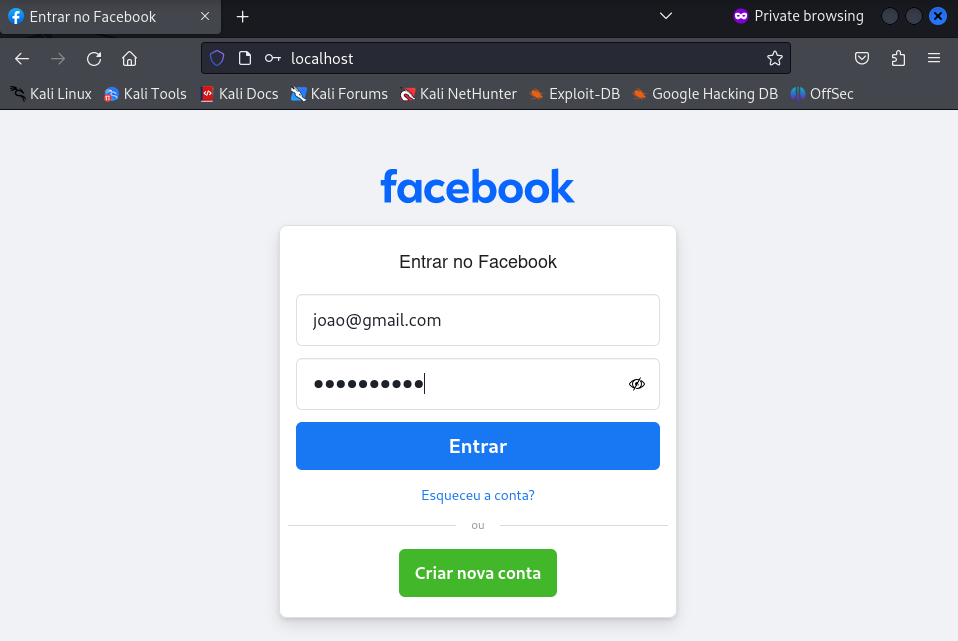 Entrar no Facebook
Private browsing
localhost
Kali Linux Kali Tools Kali Docs Kali Forums Kali NetHunter Exploit-DB Google Hacking DB OffSec
facebook
Entrar no Facebook
joao@gmail.com
Entrar
Esqueceu a conta?
ou
Criar nova conta